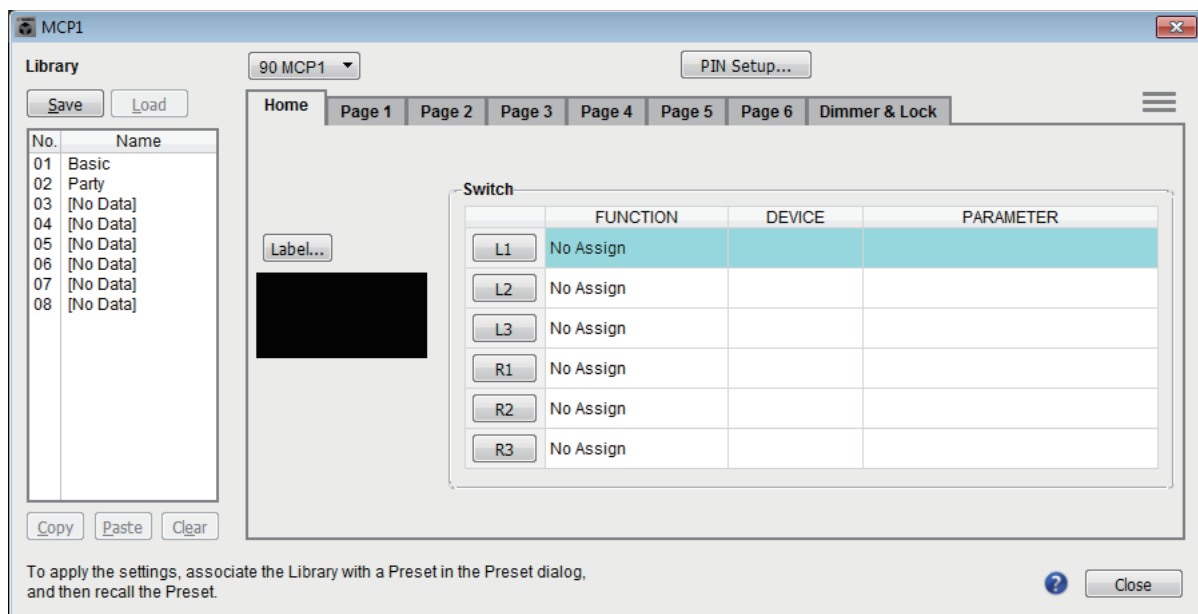 MCP1
Library
90 MCP1
PIN Setup...
Save Load
Home Page 1 Page 2 Page 3 Page 4 Page 5 Page 6 Dimmer & Lock
No. Name
01 Basic
02 Party
03 [No Data]
04 [No Data]
05 [No Data]
06 [No Data]
07 [No Data]
08 [No Data]
Copy Paste Clear
Label...
Switch
FUNCTION DEVICE PARAMETER
L1 No Assign
L2 No Assign
L3 No Assign
R1 No Assign
R2 No Assign
R3 No Assign
To apply the settings, associate the Library with a Preset in the Preset dialog,
and then recall the Preset.
? Close